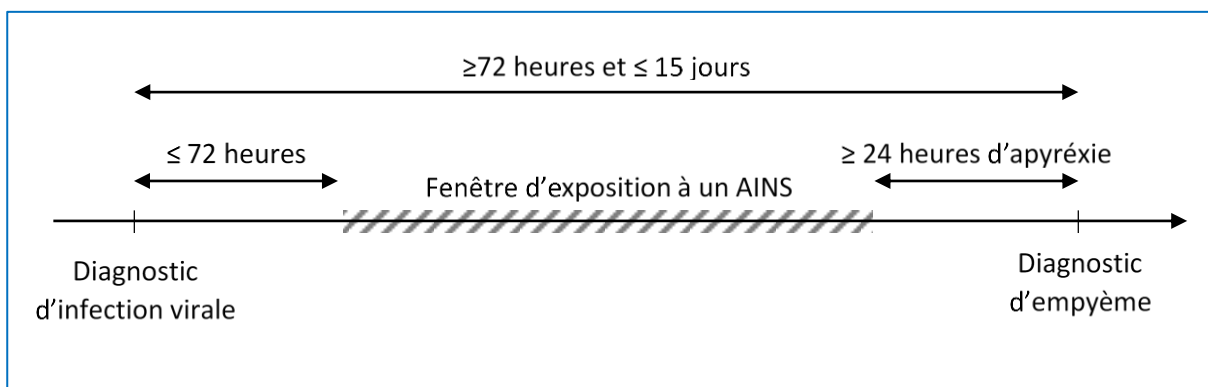 ≥72 heures et ≤ 15 jours
≤ 72 heures
≥ 24 heures d’apyréxie
Fenêtre d’exposition à un AINS
Diagnostic
d’infection virale
Diagnostic
d’empyème